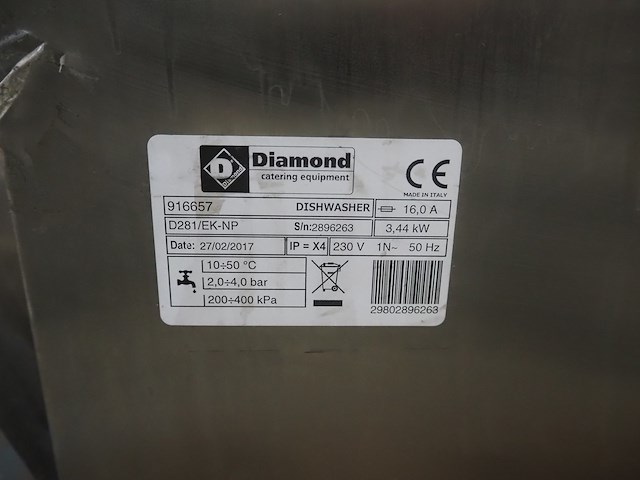 D
Diamond
Diamond
catering equipment
CE
MADE IN ITALY
916657 DISHWASHER 16,0 A
D281/EK-NP S/n:2896263 3,44 kW
Date: 27/02/2017 IP = X4 230 V 1N~ 50 Hz
10÷50 °C
2,0÷4,0 bar
200÷400 kPa
29802896263